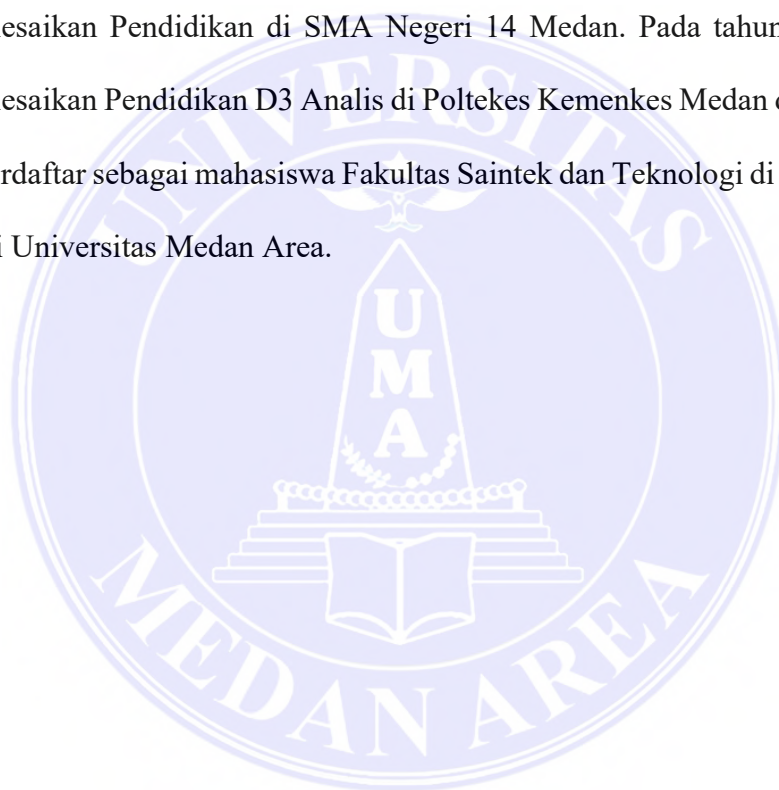 esaikan Pendidikan di SMA Negeri 14 Medan. Pada tahun
esaikan Pendidikan D3 Analis di Poltekes Kemenkes Medan
rdaftar sebagai mahasiswa Fakultas Saintek dan Teknologi di
i Universitas Medan Area.
UNIVERSITAS
UMA
MEDAN AREA